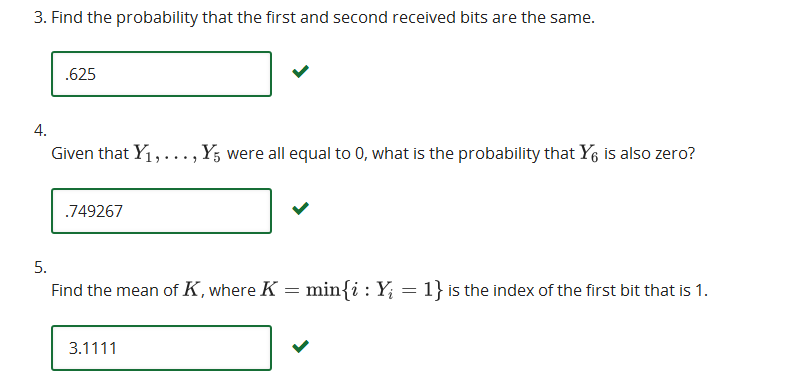 3. Find the probability that the first and second received bits are the same.
.625
4.
Given that Y₁, . . . , Y₅ were all equal to 0, what is the probability that Y₆ is also zero?
.749267
5.
Find the mean of K, where K = min{i : Yᵢ = 1} is the index of the first bit that is 1.
3.1111